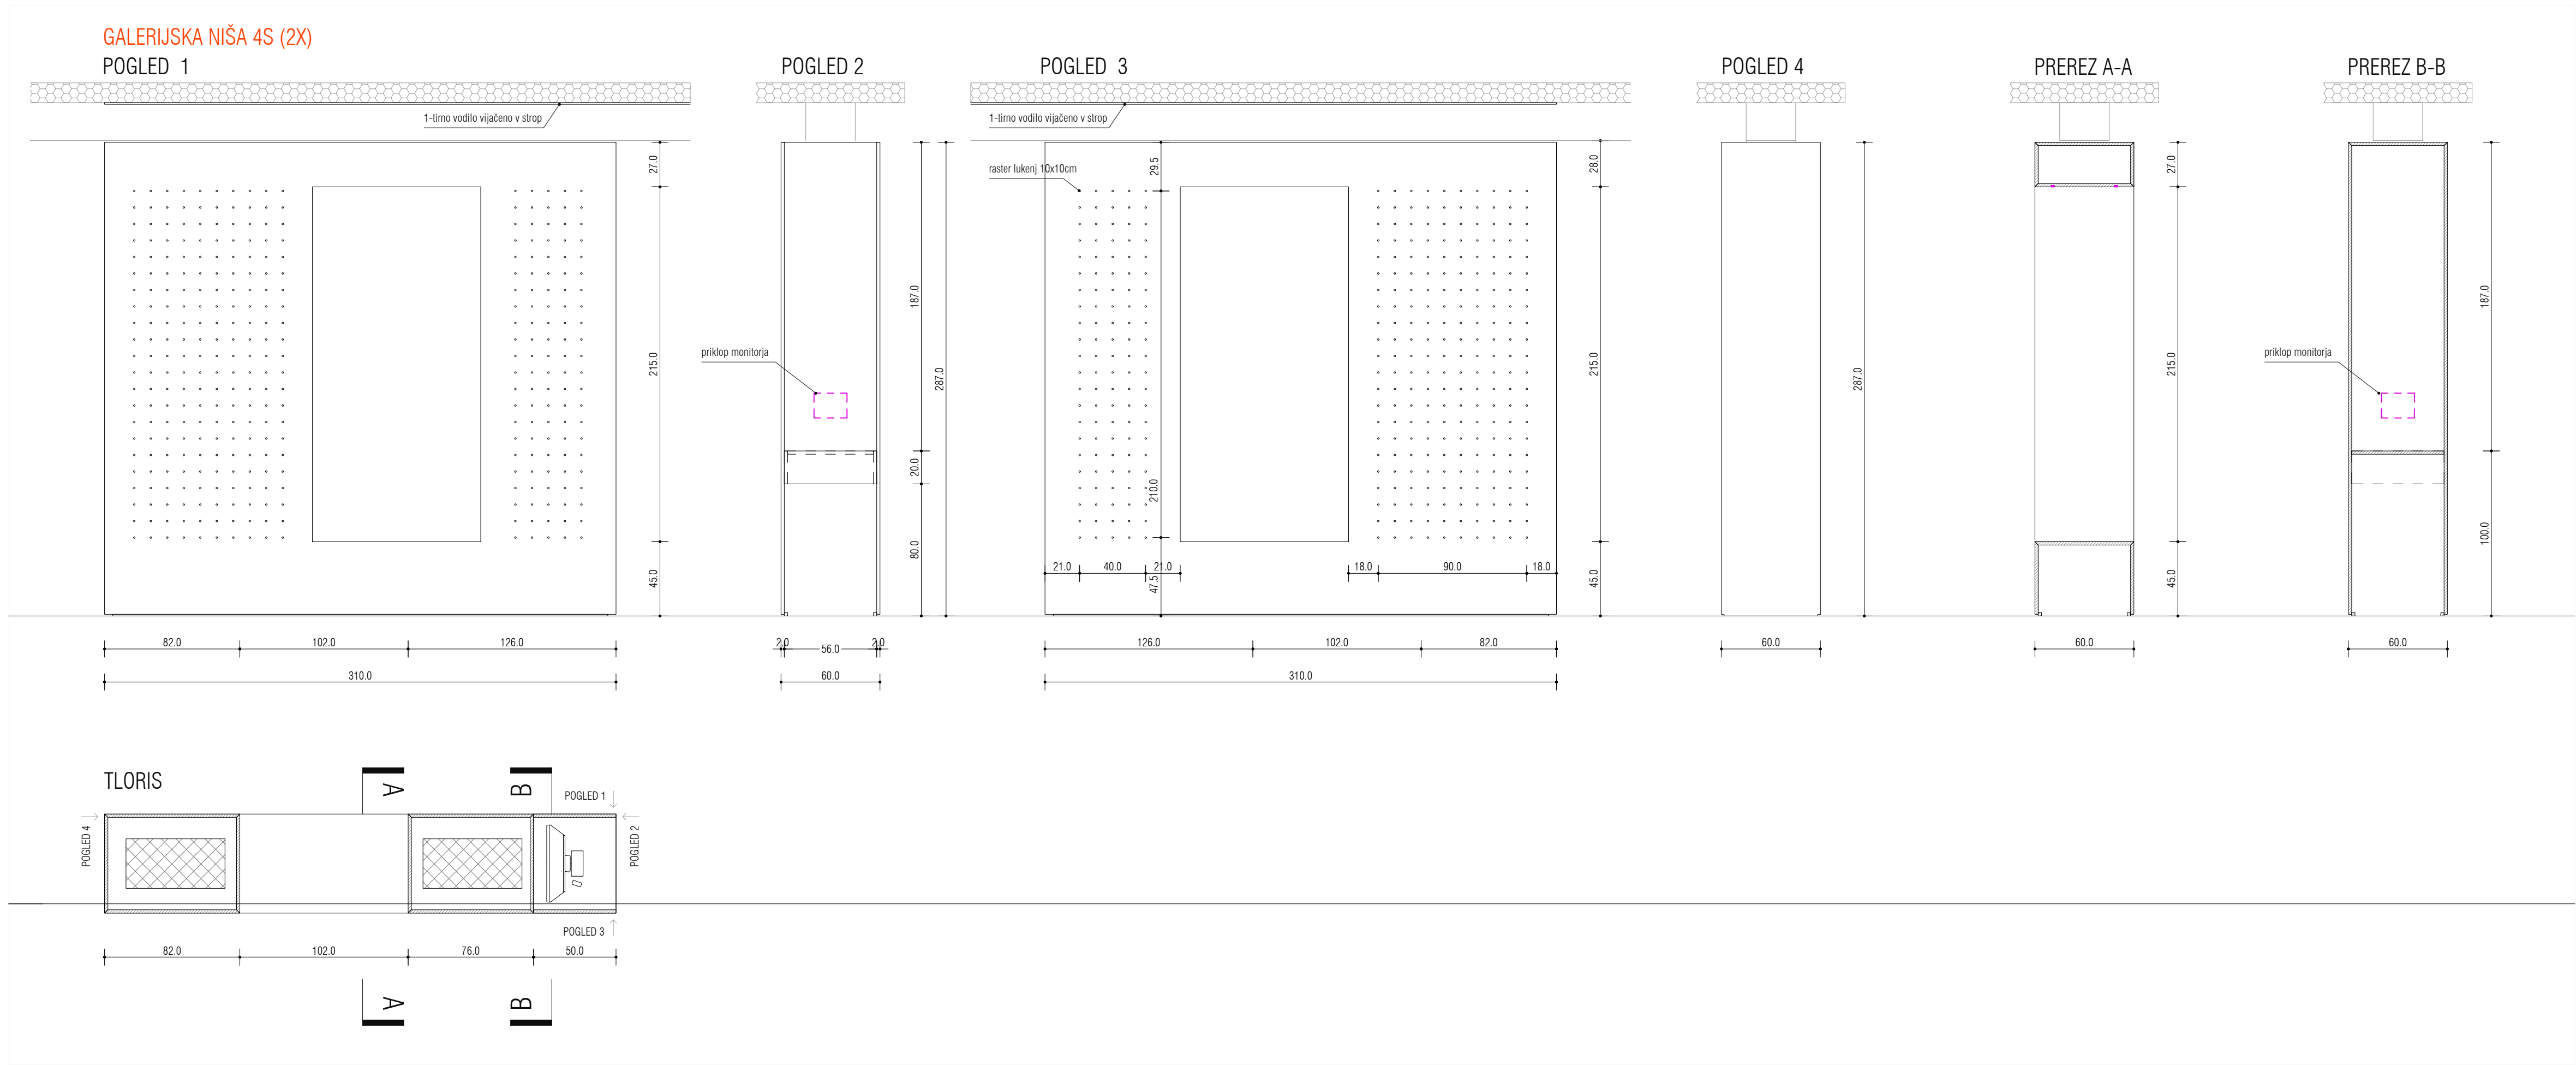 GALERIJSKA NIŠA 4S (2X)
POGLED 1
POGLED 2
POGLED 3
POGLED 4
PREREZ A-A
PREREZ B-B
1-tirno vodilo vijačeno v strop
27.0
215.0
45.0
82.0
102.0
126.0
310.0
priklop monitorja
187.0
20.0
80.0
287.0
2.0
56.0
2.0
60.0
1-tirno vodilo vijačeno v strop
raster lukenj 10x10cm
29.5
210.0
47.5
21.0
40.0
21.0
18.0
90.0
18.0
28.0
215.0
45.0
126.0
102.0
82.0
310.0
287.0
60.0
27.0
215.0
45.0
60.0
priklop monitorja
187.0
100.0
60.0
TLORIS
A
B
POGLED 1
POGLED 4
POGLED 2
POGLED 3
82.0
102.0
76.0
50.0
A
B